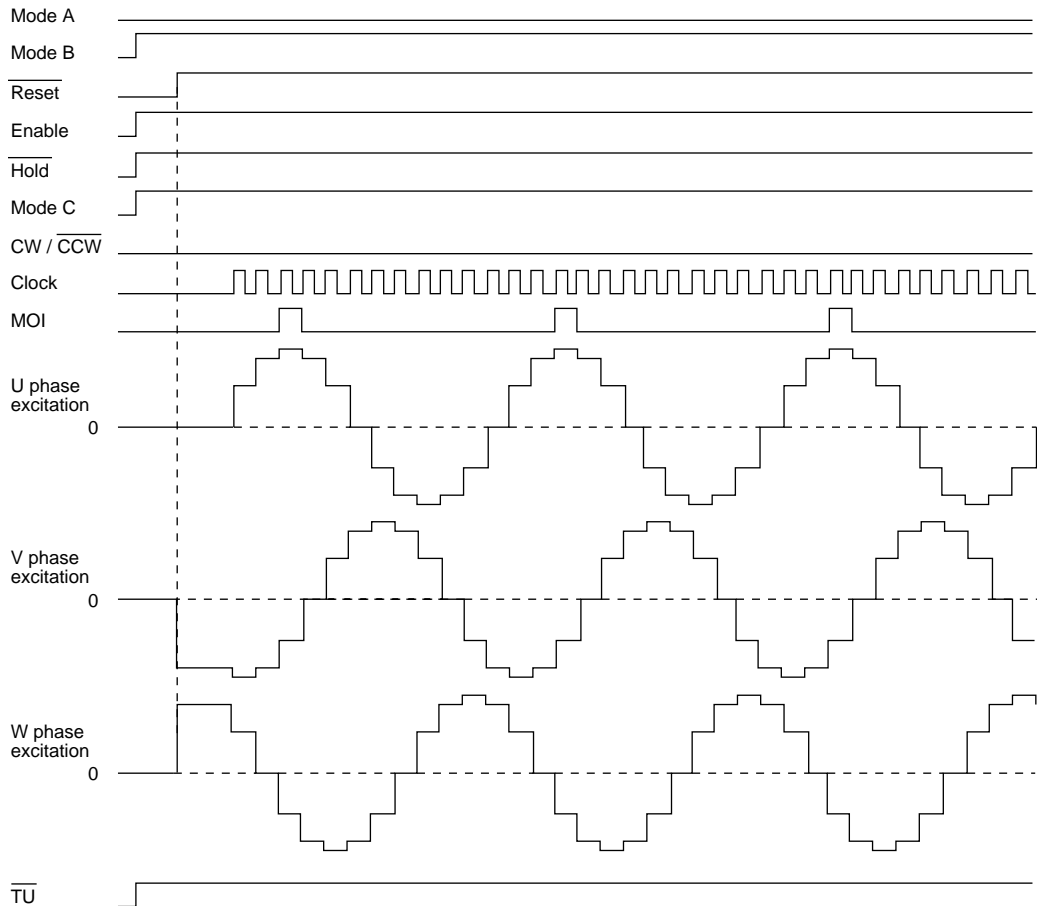 Mode A
Mode B
Reset
Enable
Hold
Mode C
CW / CCW
Clock
MOI
U phase
excitation
0
V phase
excitation
0
W phase
excitation
0
TU